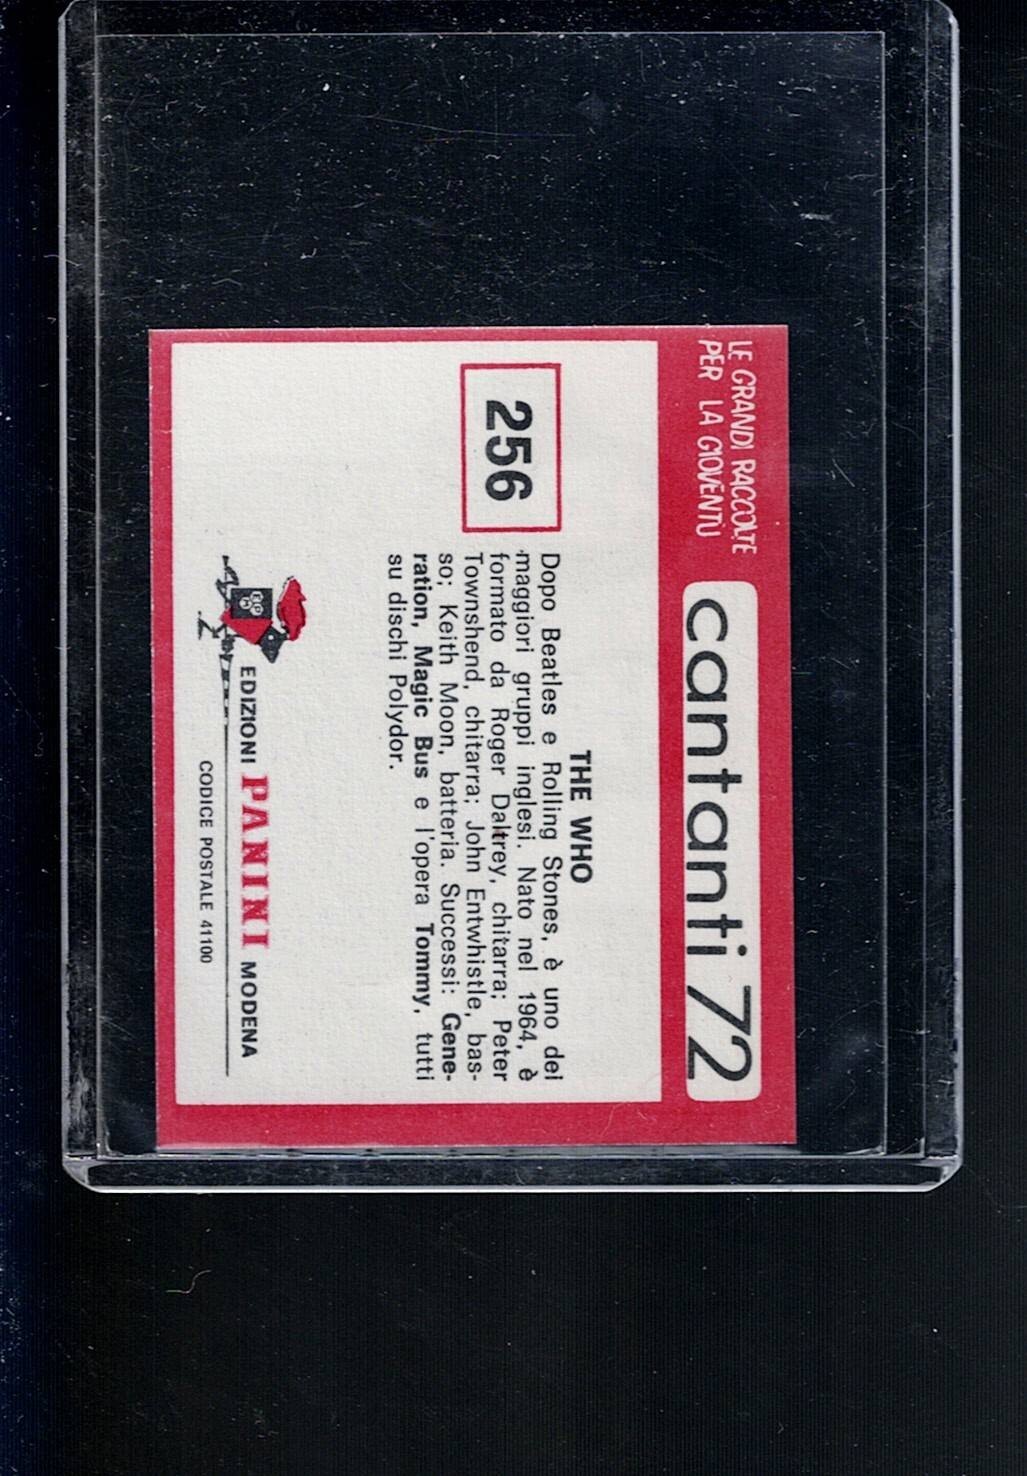 LE GRANDI RACCOLTE
PER LA GIOVENTÙ
cantanti 72
256
THE WHO
Dopo Beatles e Rolling Stones, è uno dei
maggiori gruppi inglesi. Nato nel 1964, è
formato da Roger Daltrey, chitarra; Peter
Townshend, chitarra; John Entwhistle, bas-
so; Keith Moon, batteria. Successi: Gene-
ration, Magic Bus e l'opera Tommy, tutti
su dischi Polydor.
EDIZIONI PANINI MODENA
CODICE POSTALE 41100